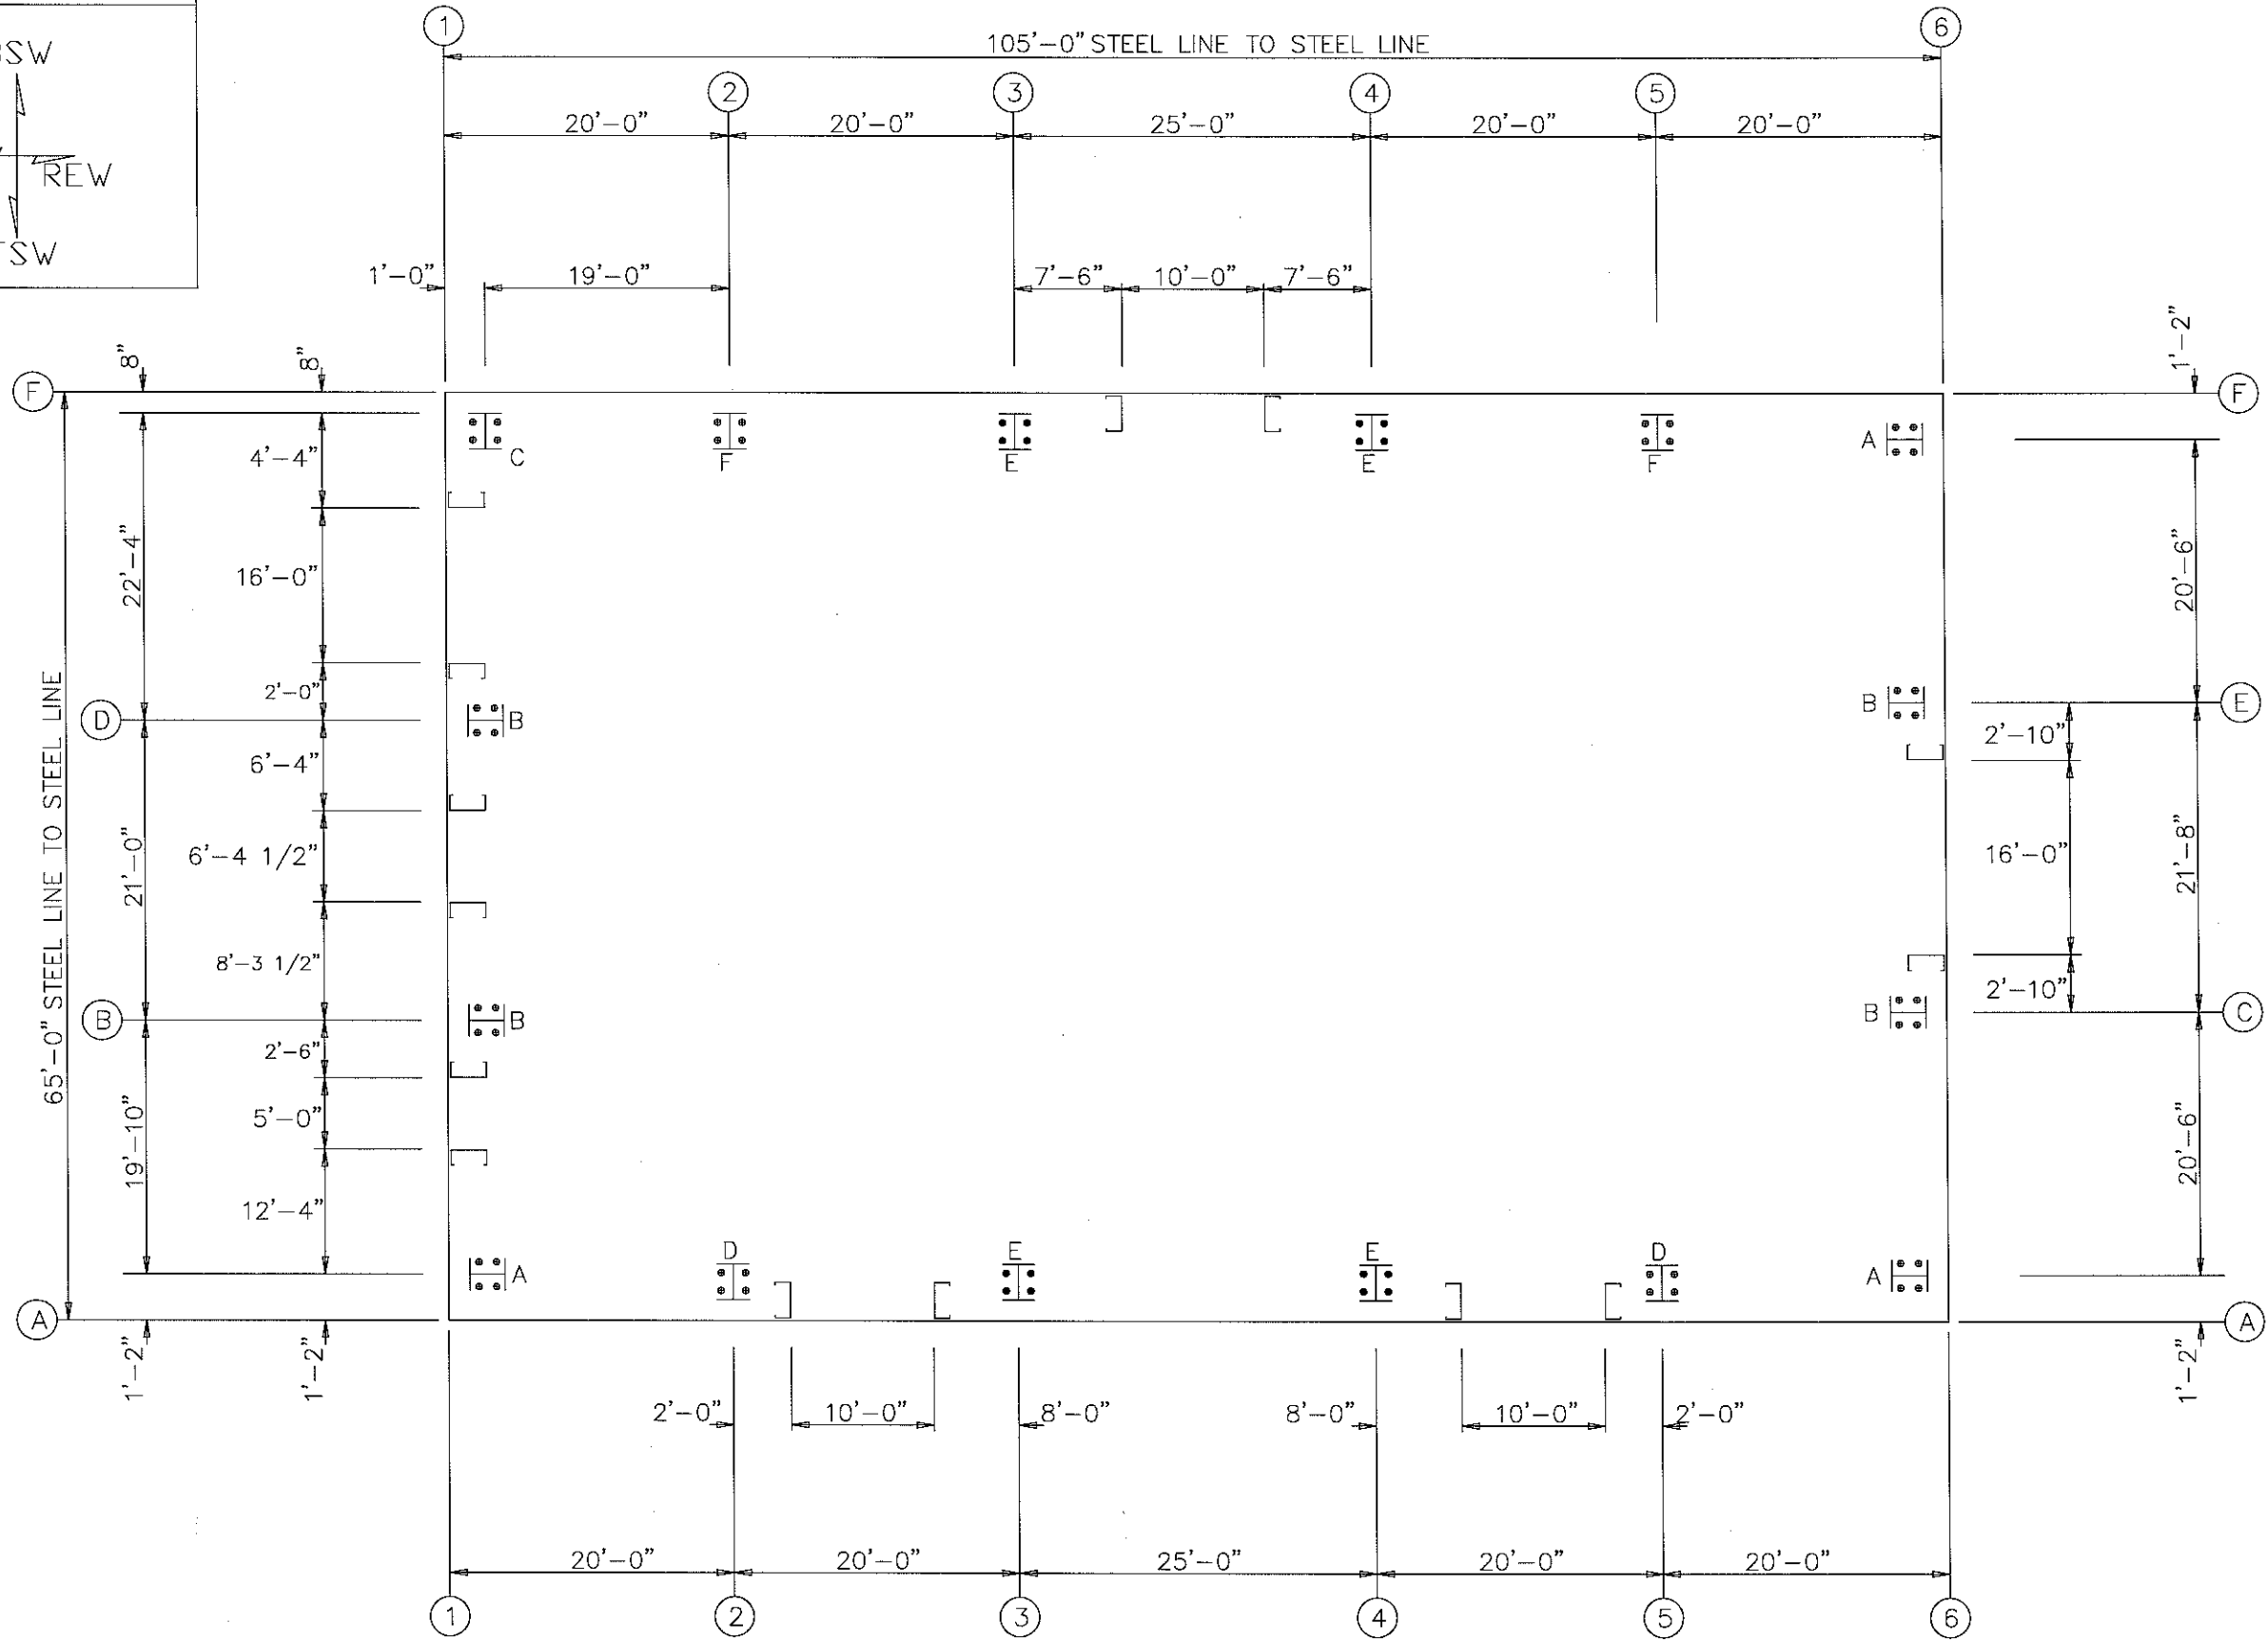 REW
1
6
105'-0" STEEL LINE TO STEEL LINE
2
3
4
5
20'-0"
20'-0"
25'-0"
20'-0"
20'-0"
1'-0"
19'-0"
7'-6"
10'-0"
7'-6"
8"
8"
1'-2"
F
F
C
F
E
E
F
A
4'-4"
22'-4"
16'-0"
2'-0"
20'-6"
65'-0" STEEL LINE TO STEEL LINE
D
B
B
E
6'-4"
2'-10"
21'-0"
6'-4 1/2"
16'-0"
21'-8"
8'-3 1/2"
2'-10"
B
B
B
C
2'-6"
5'-0"
19'-10"
12'-4"
20'-6"
A
D
E
E
D
A
A
A
1'-2"
1'-2"
1'-2"
2'-0"
10'-0"
8'-0"
8'-0"
10'-0"
2'-0"
20'-0"
20'-0"
25'-0"
20'-0"
20'-0"
1
2
3
4
5
6